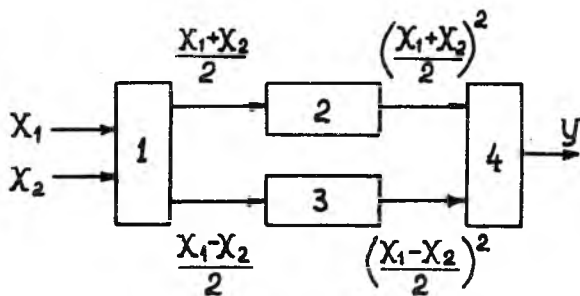 (X₁+X₂)/2
((X₁+X₂)/2)²
X₁
X₂
1
2
3
4
y
(X₁-X₂)/2
((X₁-X₂)/2)²